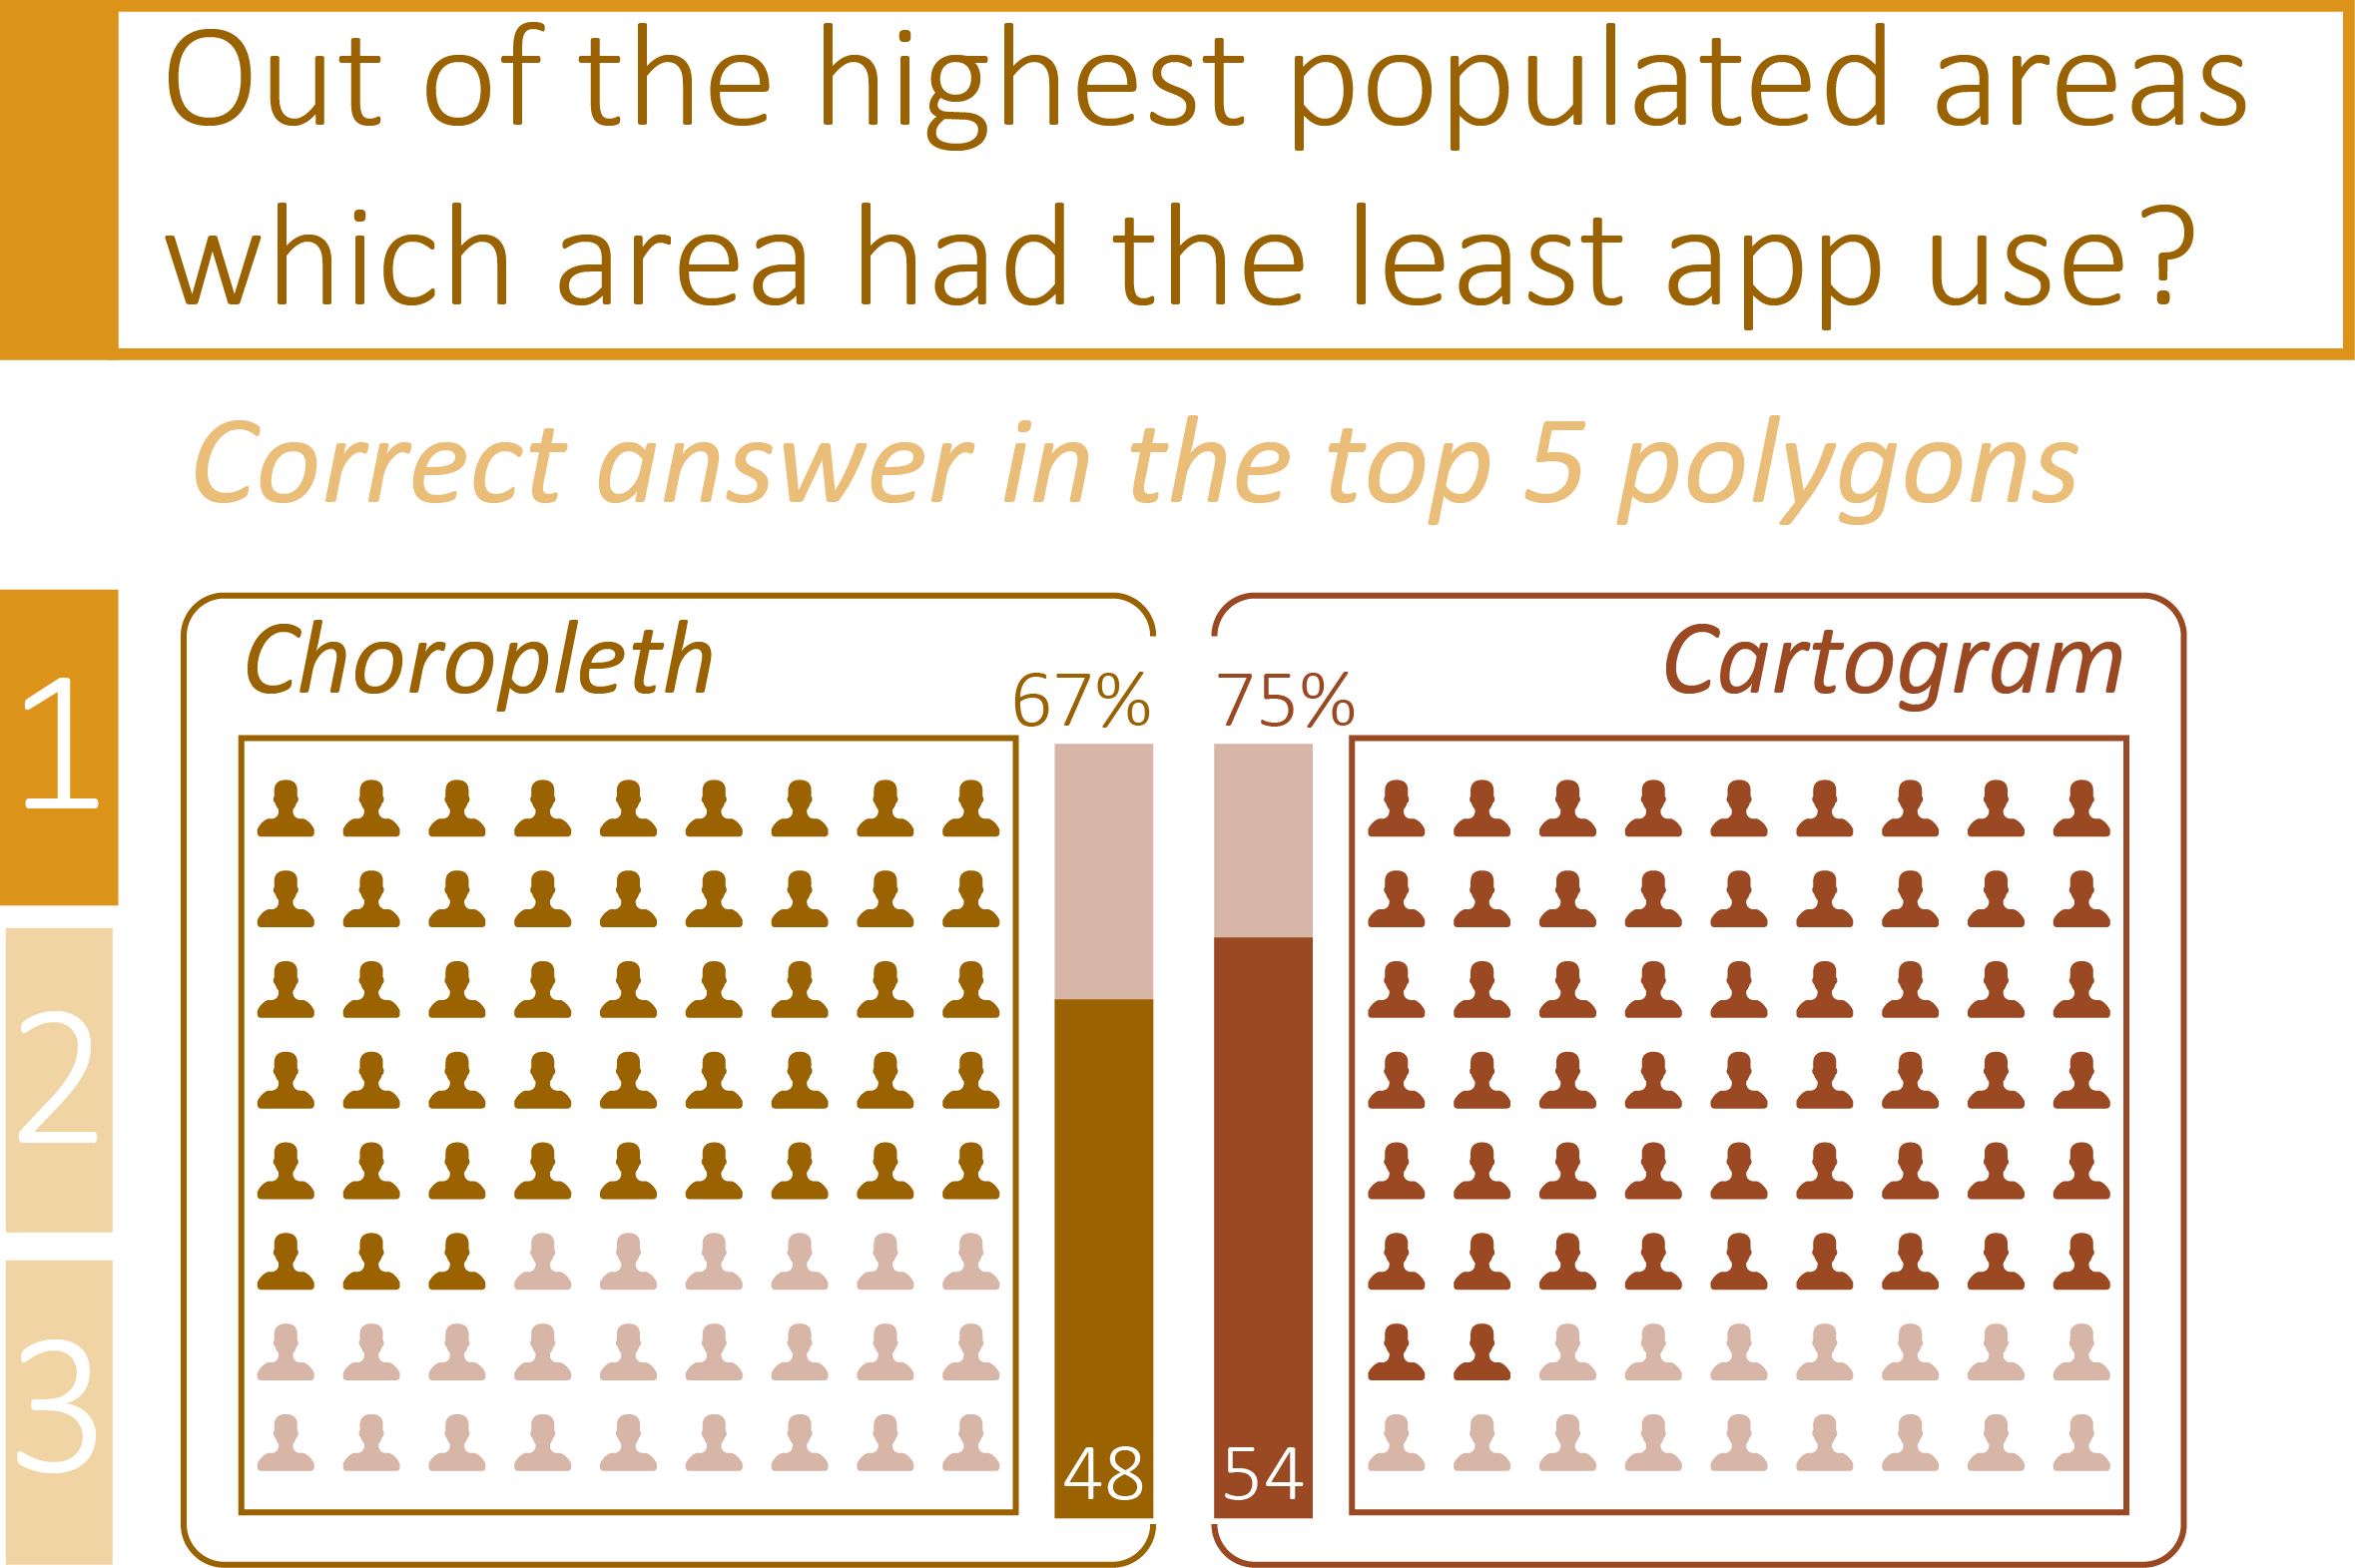 Out of the highest populated areas
which area had the least app use?
Correct answer in the top 5 polygons
1
Choropleth
67%
75%
Cartogram
2
3
48
54